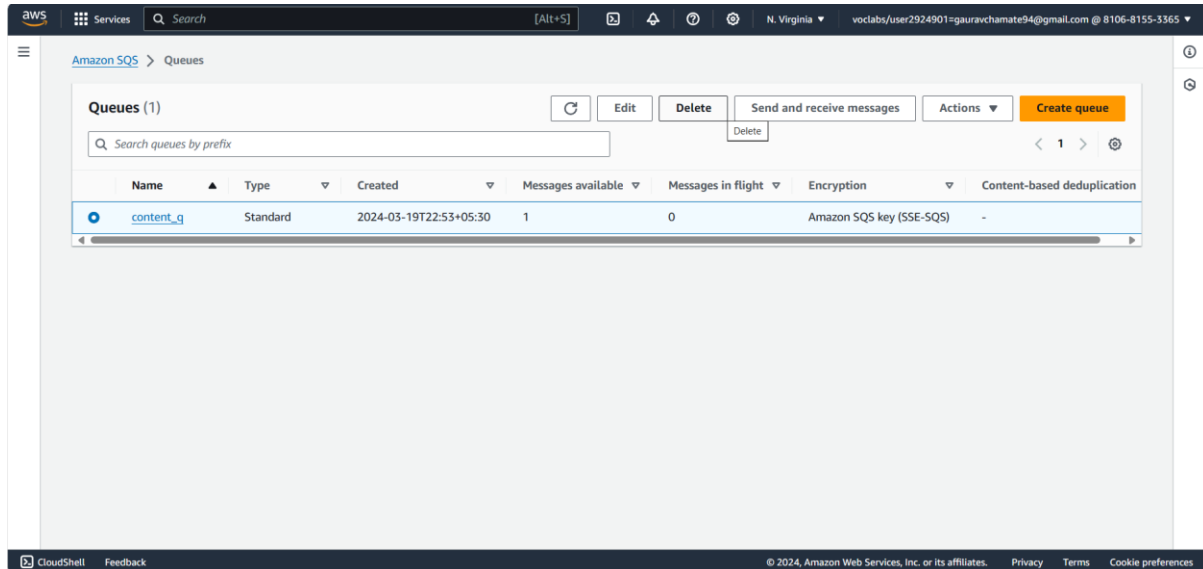 aws Services Search [Alt+S] N. Virginia ▼ voclabs/user2924901=gauravchamate94@gmail.com @ 8106-8155-3365 ▼
Amazon SQS > Queues
Queues (1) Edit Delete Send and receive messages Actions ▼ Create queue
Delete
Search queues by prefix < 1 >
Name ▲ Type ▽ Created ▽ Messages available ▽ Messages in flight ▽ Encryption ▽ Content-based deduplication
content_q Standard 2024-03-19T22:53+05:30 1 0 Amazon SQS key (SSE-SQS) -
CloudShell Feedback © 2024, Amazon Web Services, Inc. or its affiliates. Privacy Terms Cookie preferences